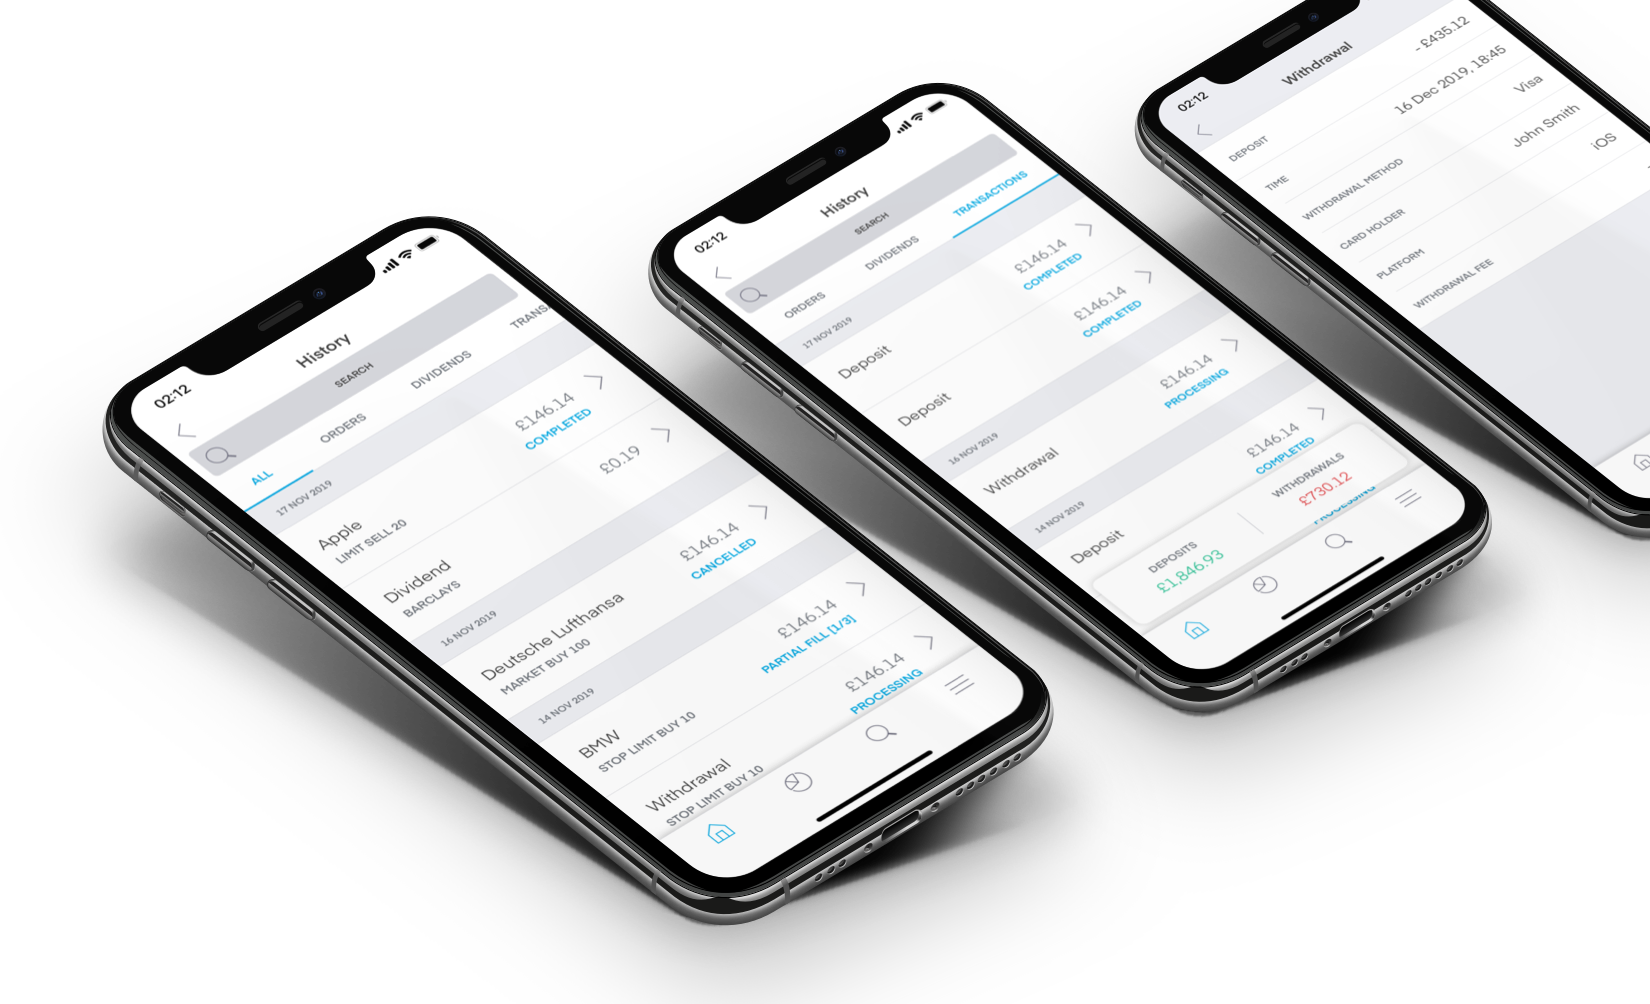 02:12
History
SEARCH
ALL
ORDERS
DIVIDENDS
TRANS
17 NOV 2019
Apple
LIMIT SELL 20
£146.14
COMPLETED
Dividend
BARCLAYS
£0.19
16 NOV 2019
Deutsche Lufthansa
MARKET BUY 100
£146.14
CANCELLED
14 NOV 2019
BMW
STOP LIMIT BUY 10
£146.14
PARTIAL FILL [1/3]
Withdrawal
STOP LIMIT BUY 10
£146.14
PROCESSING
02:12
History
SEARCH
ORDERS
DIVIDENDS
TRANSACTIONS
17 NOV 2019
Deposit
£146.14
COMPLETED
Deposit
£146.14
COMPLETED
16 NOV 2019
Withdrawal
£146.14
PROCESSING
14 NOV 2019
Deposit
£146.14
COMPLETED
PROCESSING
DEPOSITS
£1,846.93
WITHDRAWALS
£730.12
02:12
Withdrawal
DEPOSIT
- £435.12
TIME
16 Dec 2019, 18:45
WITHDRAWAL METHOD
Visa
CARD HOLDER
John Smith
PLATFORM
iOS
WITHDRAWAL FEE